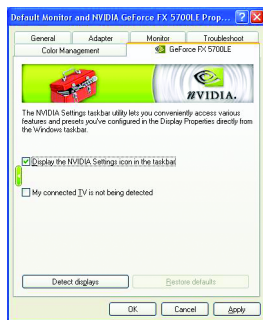 Default Monitor and NVIDIA GeForce FX 5700LE Prop...
General Adapter Monitor Troubleshoot
Color Management GeForce FX 5700LE
NVIDIA.
The NVIDIA Settings taskbar utility lets you conveniently access various
features and presets you've configured in the Display Properties directly from
the Windows taskbar.
Display the NVIDIA Settings icon in the taskbar
My connected TV is not being detected
Detect displays Restore defaults
OK Cancel Apply